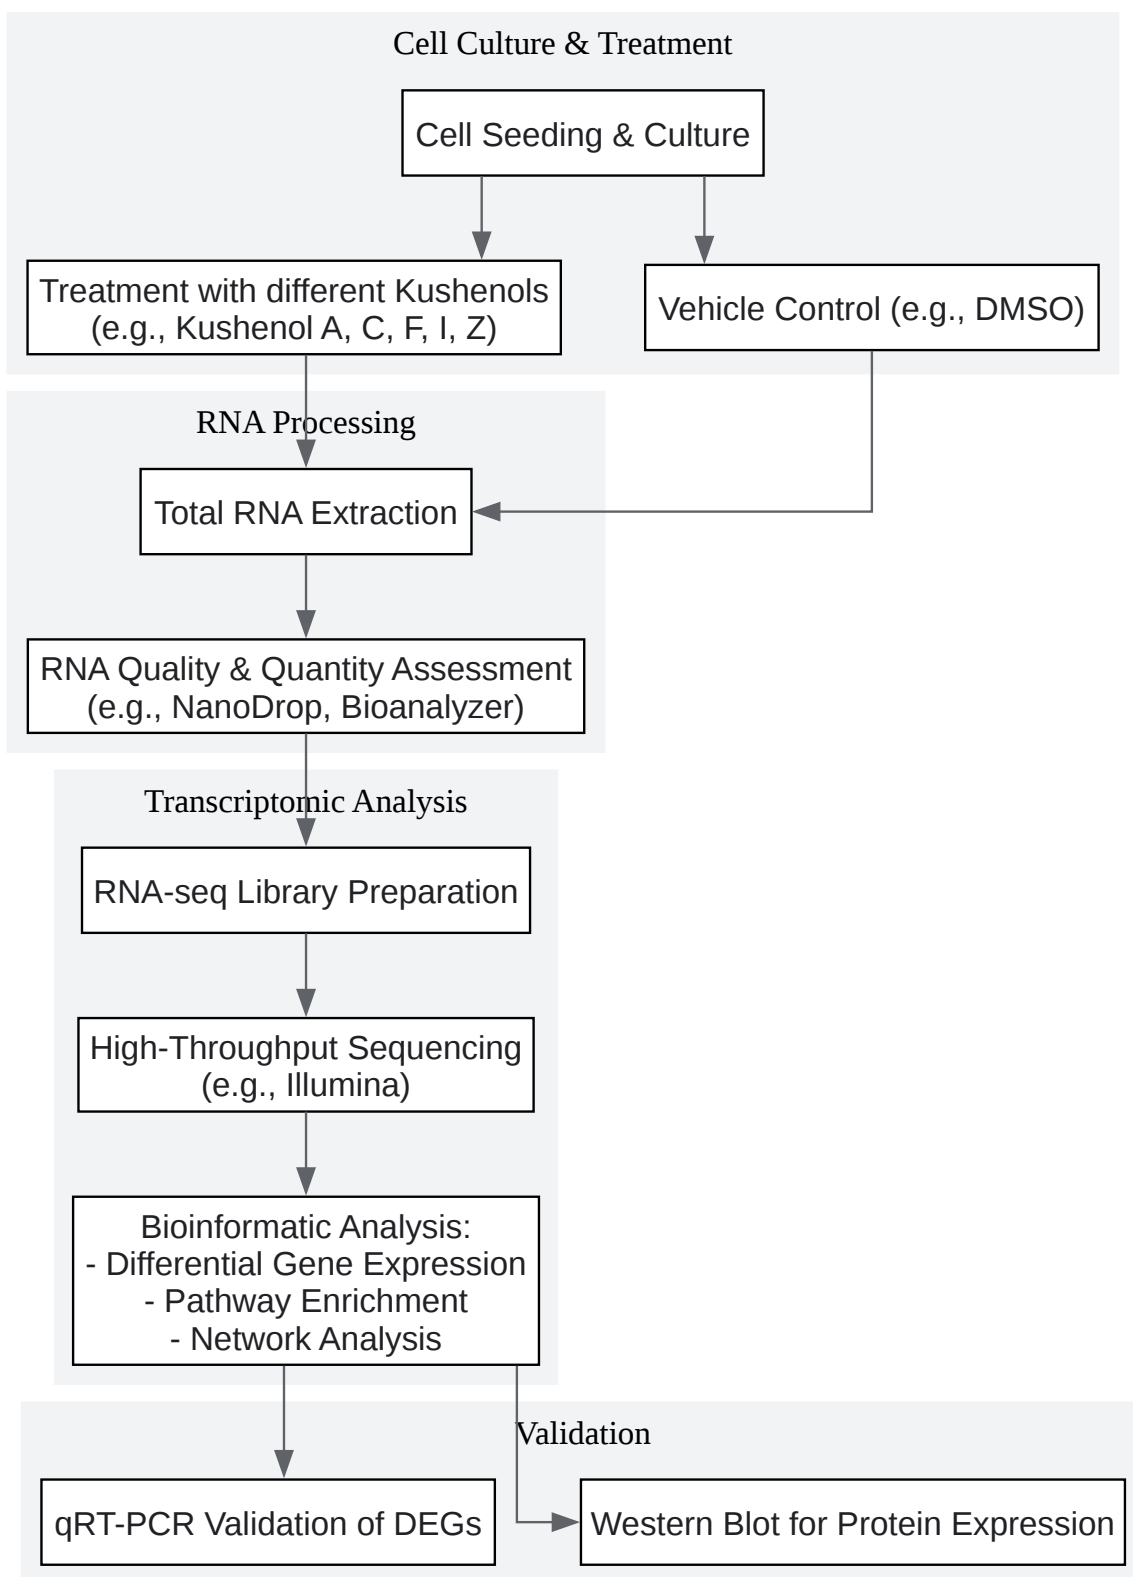 Cell Culture & Treatment
Cell Seeding & Culture
Treatment with different Kushenols
(e.g., Kushenol A, C, F, I, Z)
Vehicle Control (e.g., DMSO)
RNA Processing
Total RNA Extraction
RNA Quality & Quantity Assessment
(e.g., NanoDrop, Bioanalyzer)
Transcriptomic Analysis
RNA-seq Library Preparation
High-Throughput Sequencing
(e.g., Illumina)
Bioinformatic Analysis:
- Differential Gene Expression
- Pathway Enrichment
- Network Analysis
Validation
qRT-PCR Validation of DEGs
Western Blot for Protein Expression